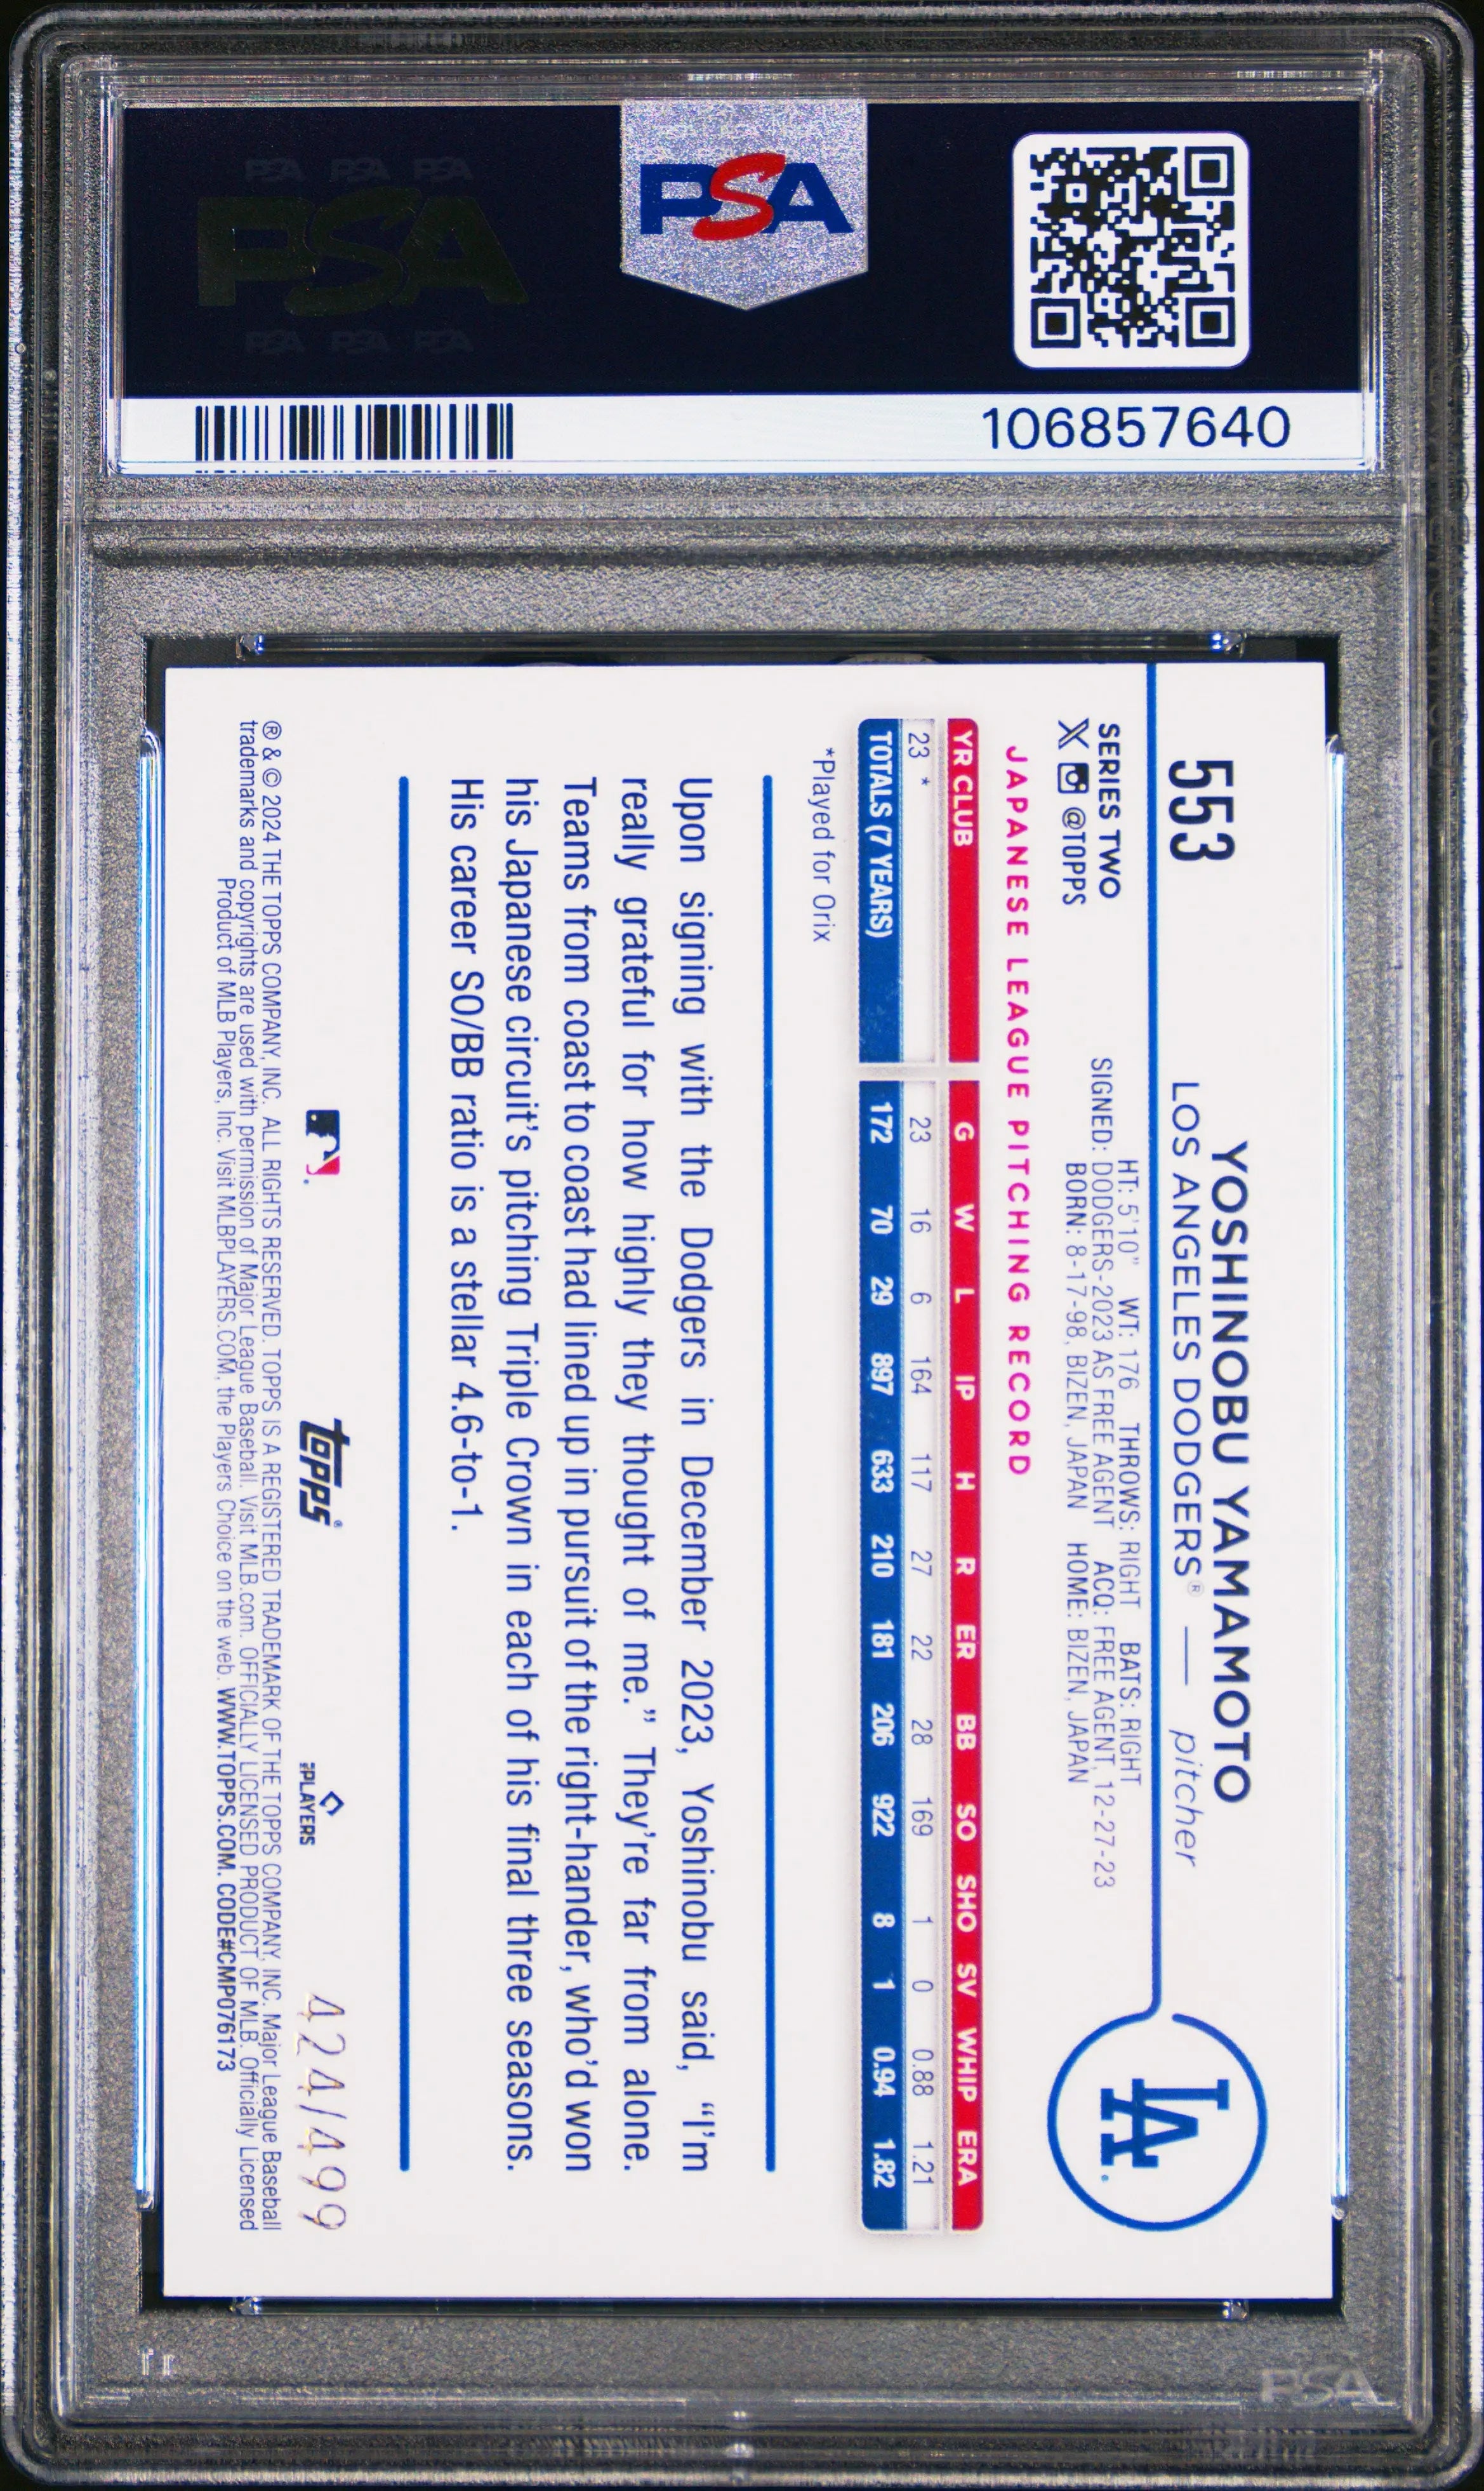 PSA PSA PSA
PSA
PSA PSA PSA
PSA
106857640
553
YOSHINOBU YAMAMOTO
LOS ANGELES DODGERS® — pitcher
SERIES TWO
X @TOPPS
HT: 5'10" WT: 176 THROWS: RIGHT BATS: RIGHT
SIGNED: DODGERS-2023 AS FREE AGENT ACQ: FREE AGENT, 12-27-23
BORN: 8-17-98, BIZEN, JAPAN HOME: BIZEN, JAPAN
LA
JAPANESE LEAGUE PITCHING RECORD
YR CLUB G W L IP H R ER BB SO SHO SV WHIP ERA
23 * 23 16 6 164 117 27 22 28 169 1 0 0.88 1.21
TOTALS (7 YEARS) 172 70 29 897 633 210 181 206 922 8 1 0.94 1.82
*Played for Orix
Upon signing with the Dodgers in December 2023, Yoshinobu said, “I’m
really grateful for how highly they thought of me.” They’re far from alone.
Teams from coast to coast had lined up in pursuit of the right-hander, who’d won
his Japanese circuit’s pitching Triple Crown in each of his final three seasons.
His career SO/BB ratio is a stellar 4.6-to-1.
topps®
PLAYERS
424/499
® & © 2024 THE TOPPS COMPANY, INC. ALL RIGHTS RESERVED. TOPPS IS A REGISTERED TRADEMARK OF THE TOPPS COMPANY, INC. Major League Baseball
trademarks and copyrights are used with permission of Major League Baseball. Visit MLB.com. OFFICIALLY LICENSED PRODUCT OF MLB. Officially Licensed
Product of MLB Players, Inc. Visit MLBPLAYERS.COM, the Players Choice on the web. WWW.TOPPS.COM. CODE#CMP076173
PSA